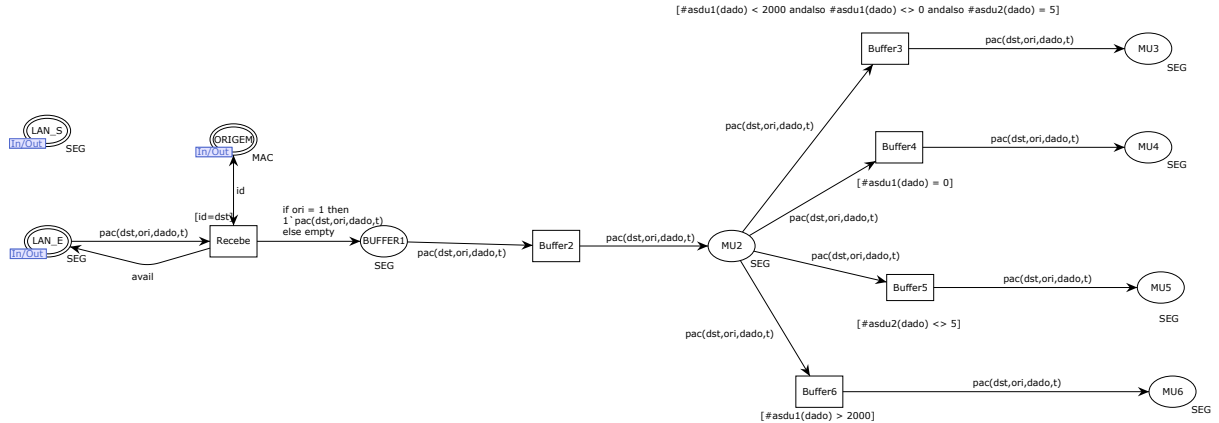 [#asdu1(dado) < 2000 andalso #asdu1(dado) <> 0 andalso #asdu2(dado) = 5]
Buffer3
pac(dst,ori,dado,t)
MU3
SEG
LAN_S
In/Out
SEG
ORIGEM
In/Out
MAC
pac(dst,ori,dado,t)
Buffer4
pac(dst,ori,dado,t)
MU4
SEG
[#asdu1(dado) = 0]
id
[id=dst]
if ori = 1 then
1`pac(dst,ori,dado,t)
else empty
pac(dst,ori,dado,t)
LAN_E
In/Out
SEG
pac(dst,ori,dado,t)
Recebe
avail
BUFFER1
SEG
pac(dst,ori,dado,t)
Buffer2
pac(dst,ori,dado,t)
MU2
SEG
pac(dst,ori,dado,t)
Buffer5
pac(dst,ori,dado,t)
MU5
SEG
[#asdu2(dado) <> 5]
pac(dst,ori,dado,t)
Buffer6
pac(dst,ori,dado,t)
MU6
SEG
[#asdu1(dado) > 2000]